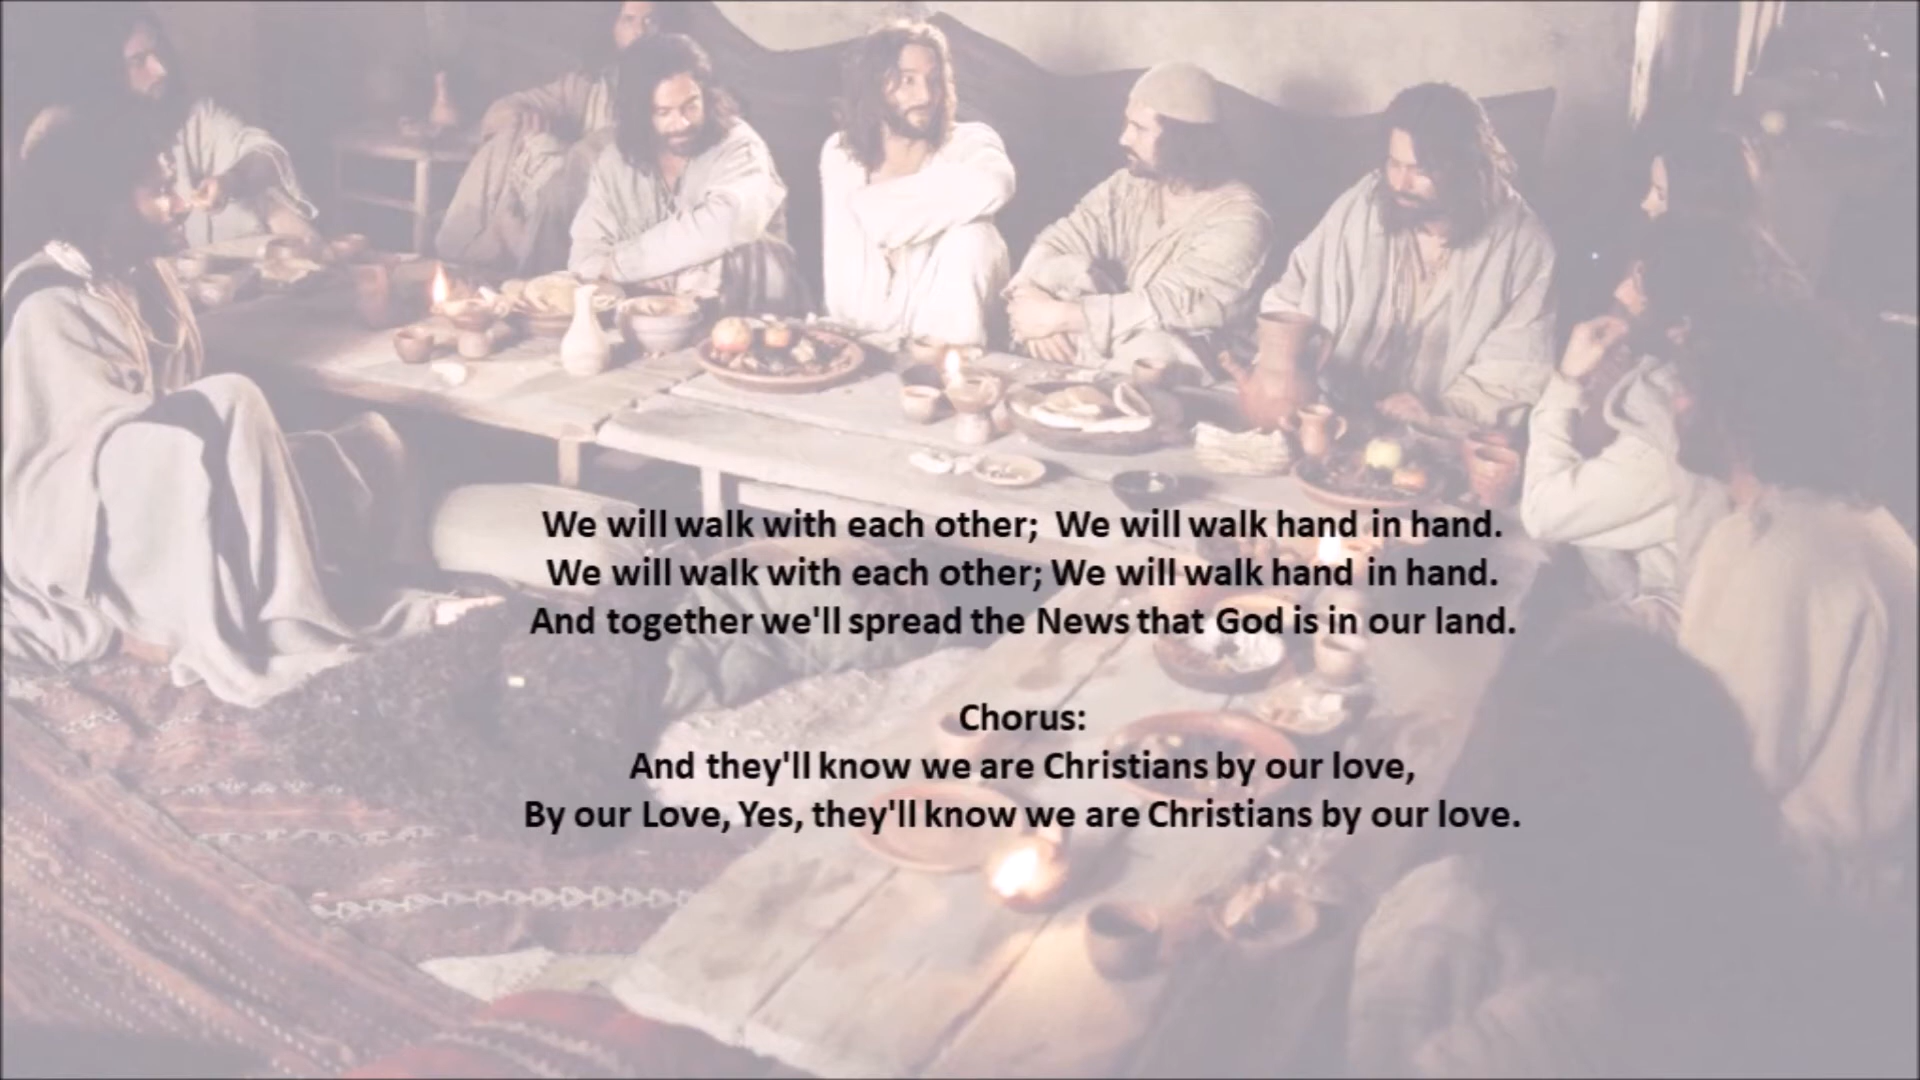 We will walk with each other;  We will walk hand in hand.
We will walk with each other; We will walk hand in hand.
And together we'll spread the News that God is in our land.
Chorus:
And they'll know we are Christians by our love,
By our Love, Yes, they'll know we are Christians by our love.